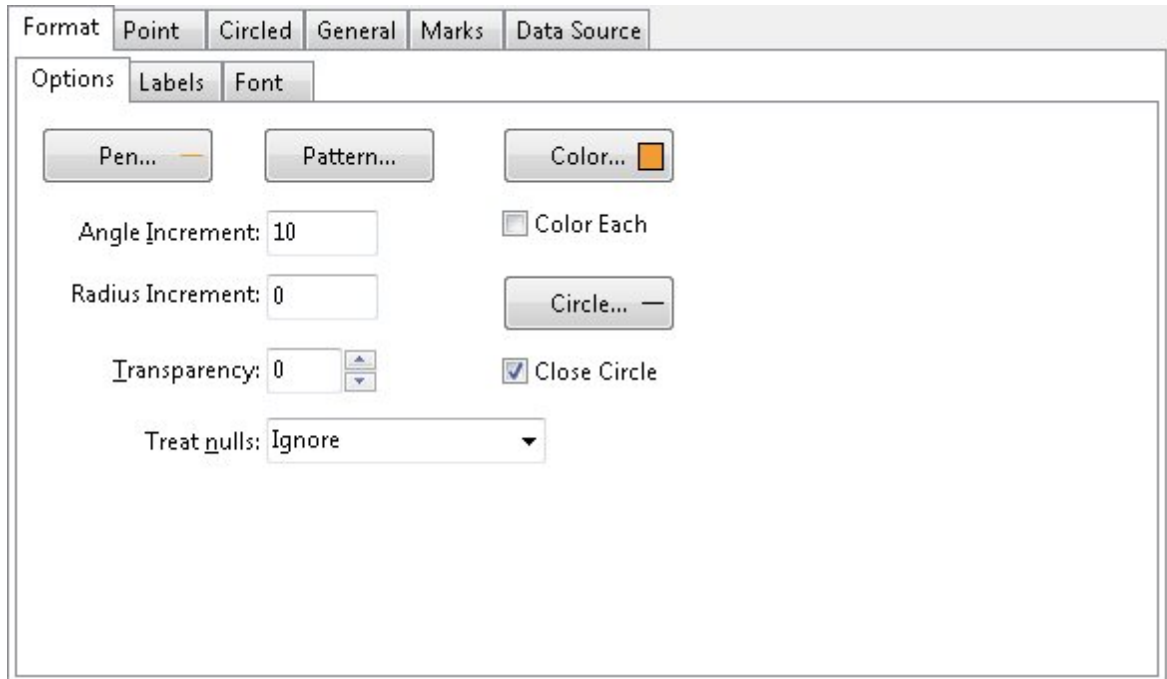 Format Point Circled General Marks Data Source
Options Labels Font
Pen... Pattern... Color...
Angle Increment: 10 Color Each
Radius Increment: 0 Circle...
Transparency: 0 Close Circle
Treat nulls: Ignore